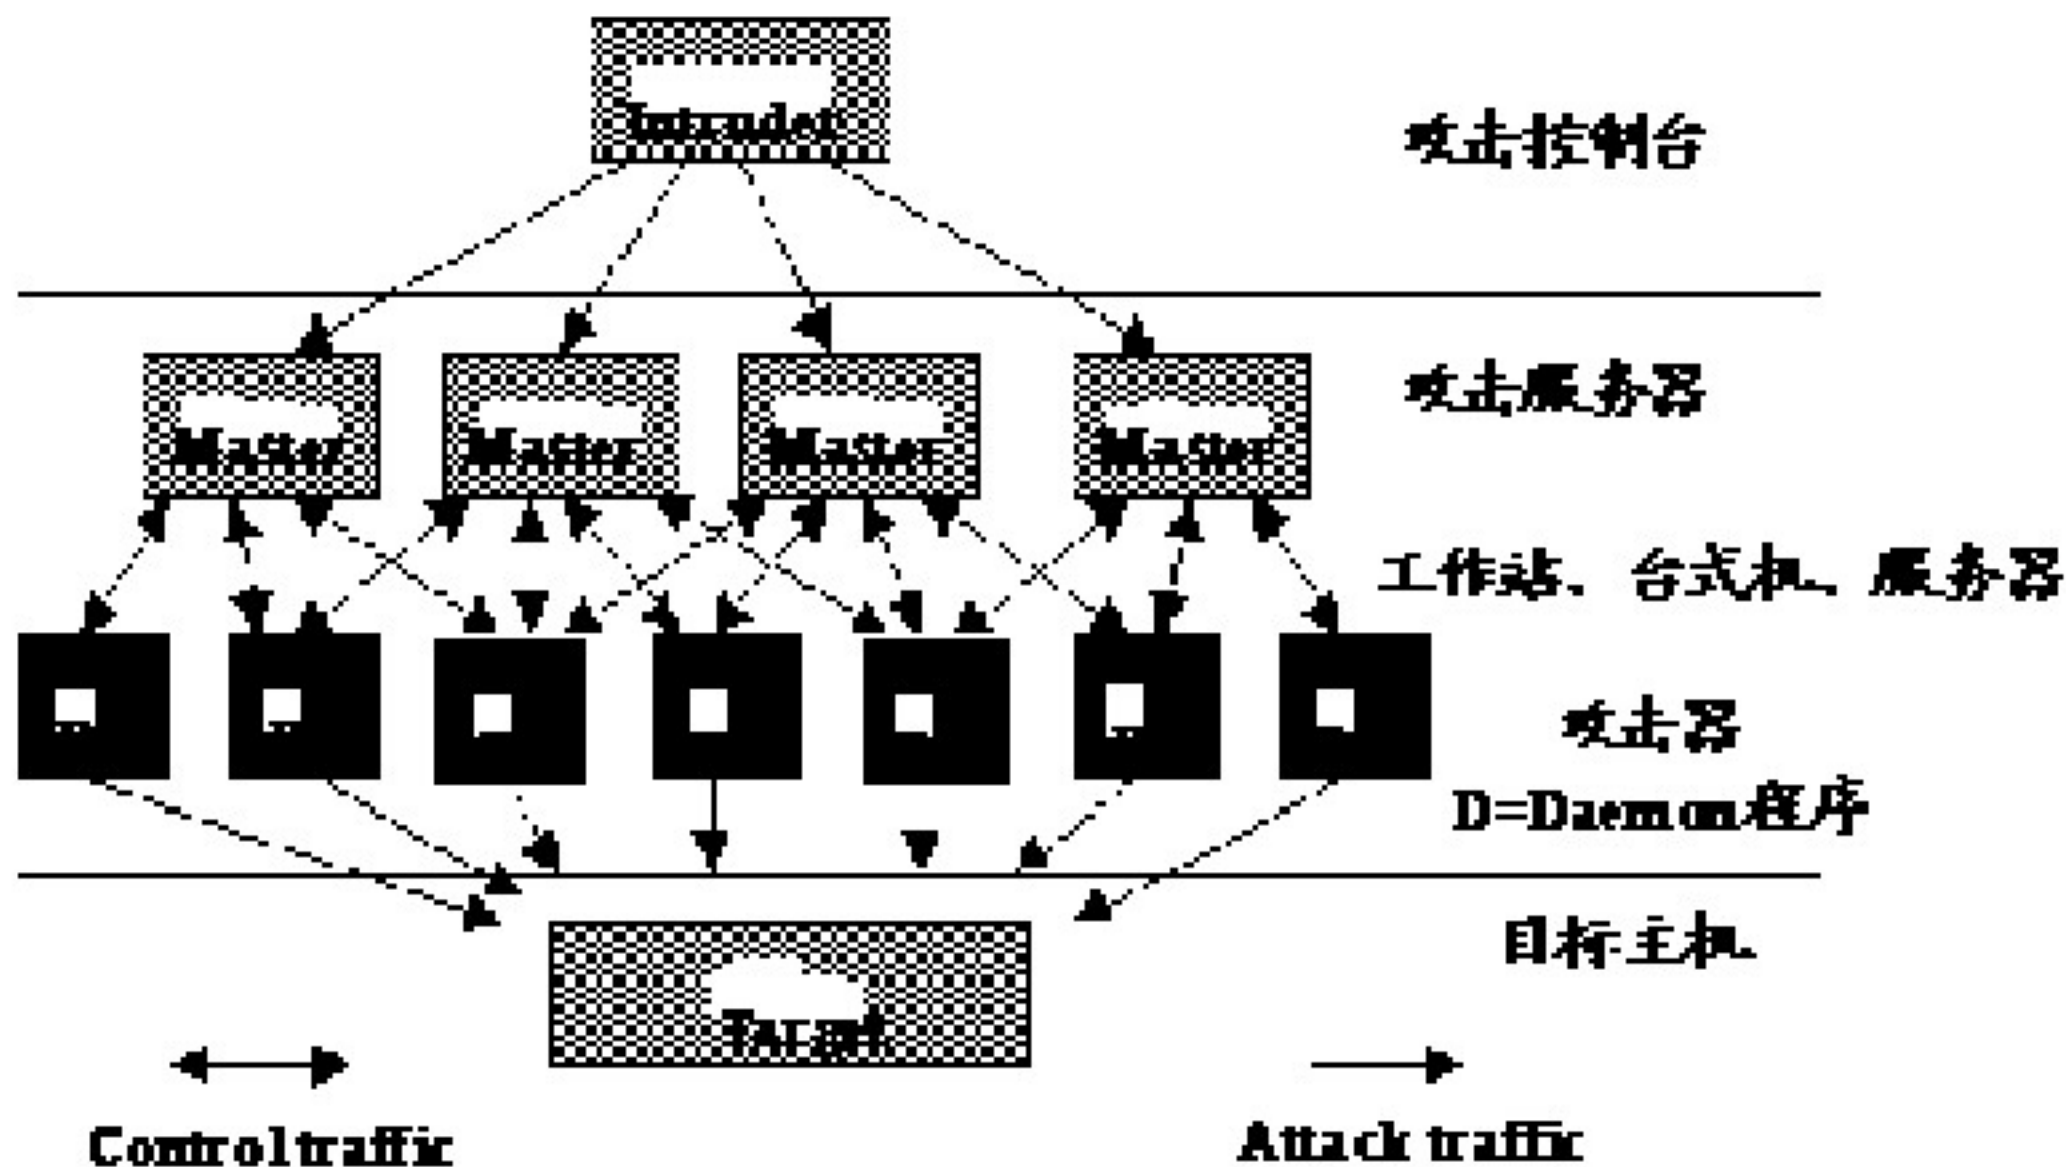 Intruder
攻击控制台
攻击服务器
Master
Master
Master
Master
工作站、台式机、服务器
攻击器
D=Daemon程序
目标主机
Target
Control traffic
Attack traffic